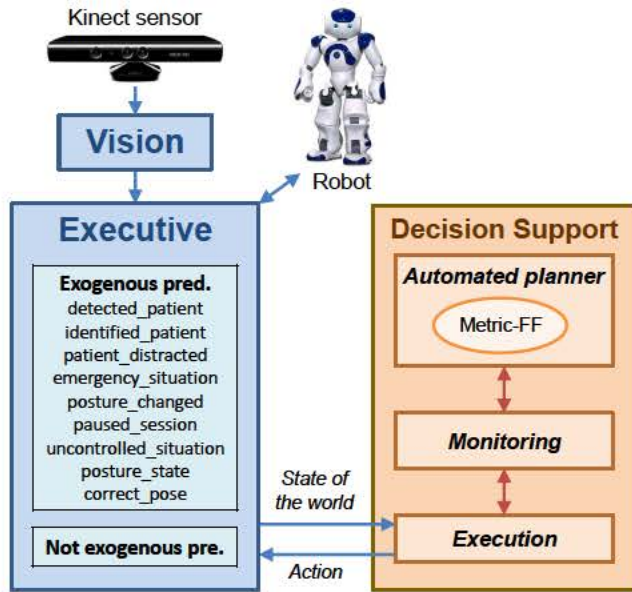 Kinect sensor
Vision
Robot
Executive
Exogenous pred.
detected_patient
identified_patient
patient_distracted
emergency_situation
posture_changed
paused_session
uncontrolled_situation
posture_state
correct_pose
Not exogenous pre.
State of
the world
Action
Decision Support
Automated planner
Metric-FF
Monitoring
Execution